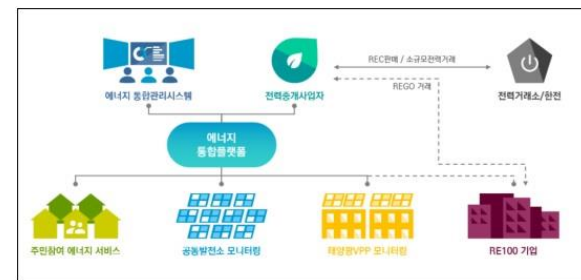 REC판매 / 소규모전력거래
REGO 거래
에너지 통합관리시스템
전력중개사업자
전력거래소/한전
에너지
통합플랫폼
주민참여 에너지 서비스
공동발전소 모니터링
태양광VPP 모니터링
RE100 기업